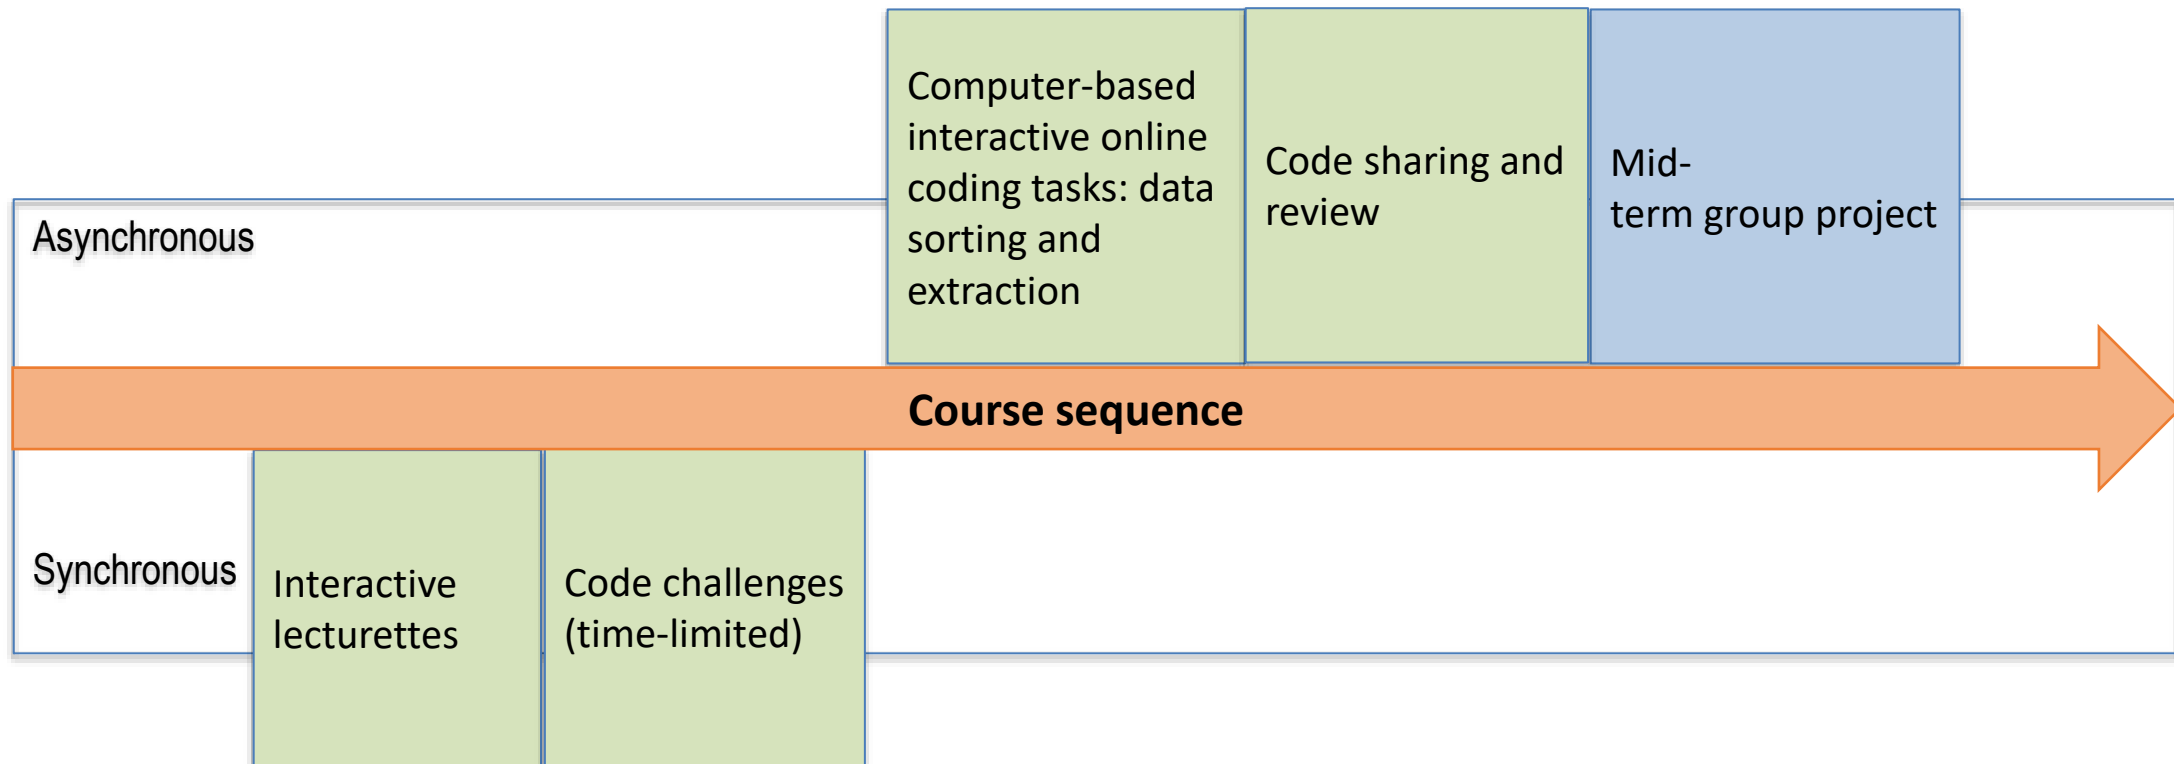 Computer-based
interactive online
coding tasks: data
sorting and
extraction
Code sharing and
review
Mid-
term group project
Asynchronous
Course sequence
Synchronous
Interactive
lecturettes
Code challenges
(time-limited)